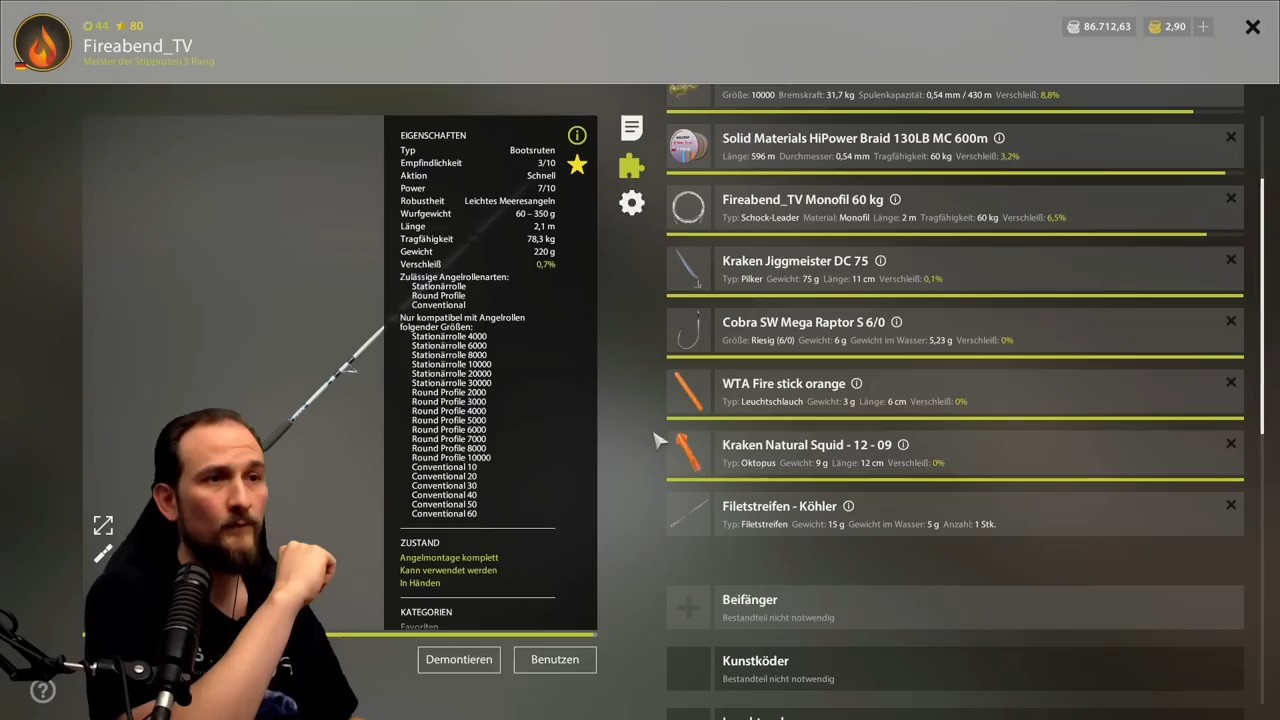 44 80
Fireabend_TV
Meister der Stippruten 5 Rang
86.712,63 2,90
EIGENSCHAFTEN
Typ Bootsruten
Empfindlichkeit 3/10
Aktion Schnell
Power 7/10
Robustheit Leichtes Meeresangeln
Wurfgewicht 60 – 350 g
Länge 2,1 m
Tragfähigkeit 78,3 kg
Gewicht 220 g
Verschleiß 0,7%
Zulässige Angelrollenarten:
Stationärrolle
Round Profile
Conventional
Nur kompatibel mit Angelrollen
folgender Größen:
Stationärrolle 4000
Stationärrolle 6000
Stationärrolle 8000
Stationärrolle 10000
Stationärrolle 20000
Stationärrolle 30000
Round Profile 2000
Round Profile 3000
Round Profile 4000
Round Profile 5000
Round Profile 6000
Round Profile 7000
Round Profile 8000
Round Profile 10000
Conventional 10
Conventional 20
Conventional 30
Conventional 40
Conventional 50
Conventional 60
ZUSTAND
Angelmontage komplett
Kann verwendet werden
In Händen
KATEGORIEN
Favoriten
Demontieren Benutzen
Größe: 10000 Bremskraft: 31,7 kg Spulenkapazität: 0,54 mm / 430 m Verschleiß: 8,8%
Solid Materials HiPower Braid 130LB MC 600m
Länge: 596 m Durchmesser: 0,54 mm Tragfähigkeit: 60 kg Verschleiß: 3,2%
Fireabend_TV Monofil 60 kg
Typ: Schock-Leader Material: Monofil Länge: 2 m Tragfähigkeit: 60 kg Verschleiß: 6,5%
Kraken Jiggmeister DC 75
Typ: Pilker Gewicht: 75 g Länge: 11 cm Verschleiß: 0,1%
Cobra SW Mega Raptor S 6/0
Größe: Riesig (6/0) Gewicht: 6 g Gewicht im Wasser: 5,23 g Verschleiß: 0%
WTA Fire stick orange
Typ: Leuchtschlauch Gewicht: 3 g Länge: 6 cm Verschleiß: 0%
Kraken Natural Squid - 12 - 09
Typ: Oktopus Gewicht: 9 g Länge: 12 cm Verschleiß: 0%
Filetstreifen - Köhler
Typ: Filetstreifen Gewicht: 15 g Gewicht im Wasser: 5 g Anzahl: 1 Stk.
Beifänger
Bestandteil nicht notwendig
Kunstköder
Bestandteil nicht notwendig